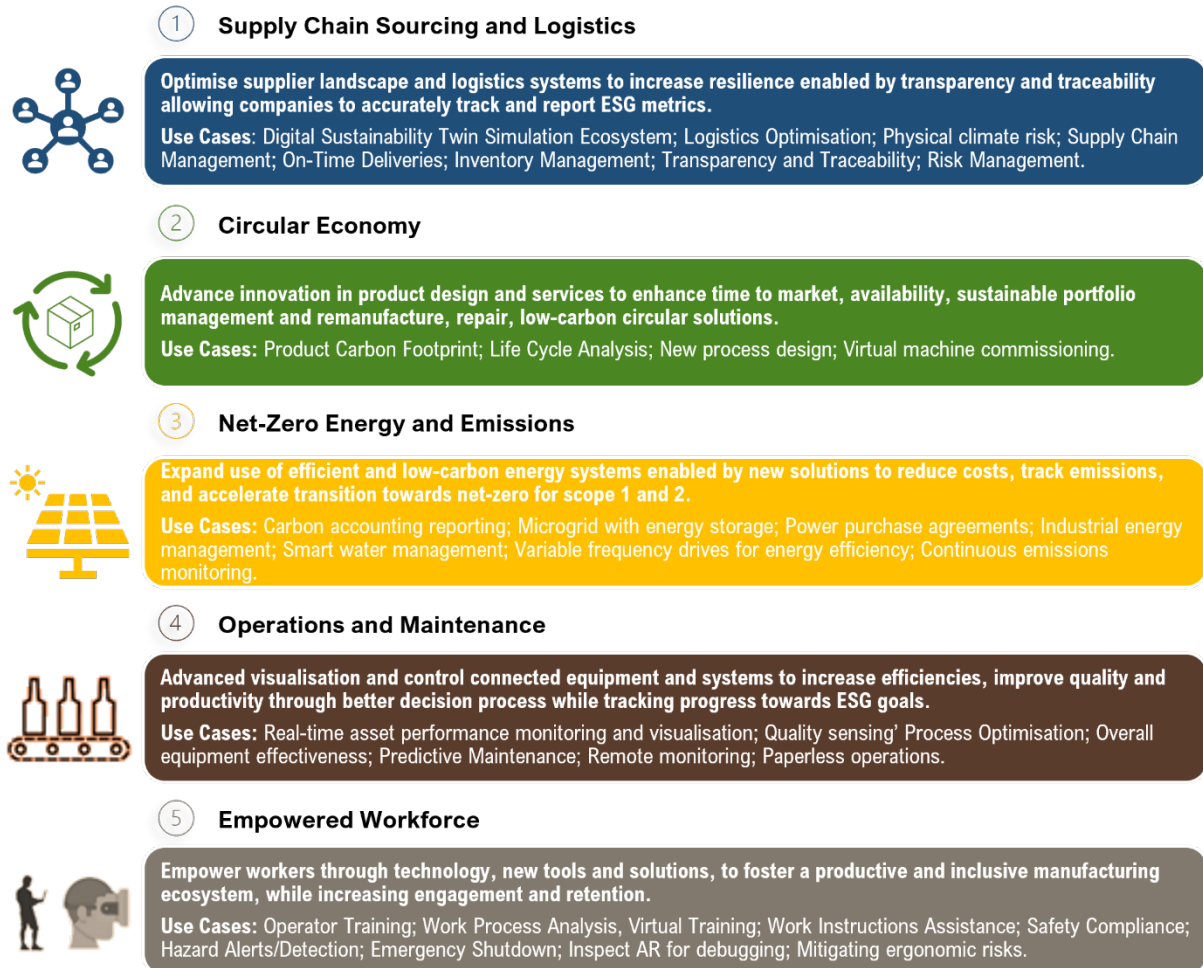 1
Supply Chain Sourcing and Logistics
Optimise supplier landscape and logistics systems to increase resilience enabled by transparency and traceability
allowing companies to accurately track and report ESG metrics.
Use Cases: Digital Sustainability Twin Simulation Ecosystem; Logistics Optimisation; Physical climate risk; Supply Chain
Management; On-Time Deliveries; Inventory Management; Transparency and Traceability; Risk Management.
2
Circular Economy
Advance innovation in product design and services to enhance time to market, availability, sustainable portfolio
management and remanufacture, repair, low-carbon circular solutions.
Use Cases: Product Carbon Footprint; Life Cycle Analysis; New process design; Virtual machine commissioning.
3
Net-Zero Energy and Emissions
Expand use of efficient and low-carbon energy systems enabled by new solutions to reduce costs, track emissions,
and accelerate transition towards net-zero for scope 1 and 2.
Use Cases: Carbon accounting reporting; Microgrid with energy storage; Power purchase agreements; Industrial energy
management; Smart water management; Variable frequency drives for energy efficiency; Continuous emissions
monitoring.
4
Operations and Maintenance
Advanced visualisation and control connected equipment and systems to increase efficiencies, improve quality and
productivity through better decision process while tracking progress towards ESG goals.
Use Cases: Real-time asset performance monitoring and visualisation; Quality sensing’ Process Optimisation; Overall
equipment effectiveness; Predictive Maintenance; Remote monitoring; Paperless operations.
5
Empowered Workforce
Empower workers through technology, new tools and solutions, to foster a productive and inclusive manufacturing
ecosystem, while increasing engagement and retention.
Use Cases: Operator Training; Work Process Analysis, Virtual Training; Work Instructions Assistance; Safety Compliance;
Hazard Alerts/Detection; Emergency Shutdown; Inspect AR for debugging; Mitigating ergonomic risks.